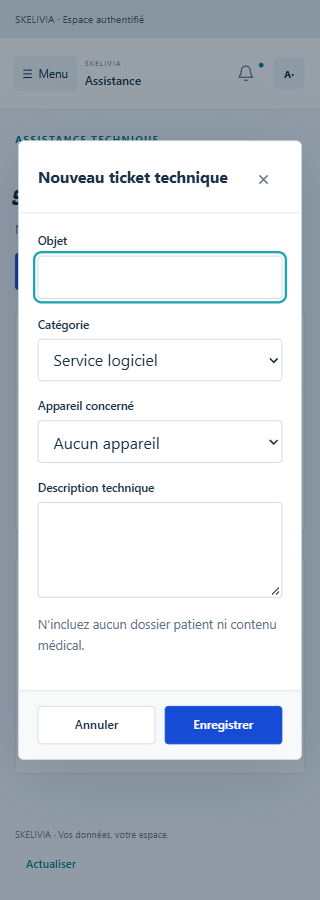 SKELIVIA · Espace authentifié
☰ Menu
SKELIVIA
Assistance
A·
ASSISTANCE TECHNIQUE
Nouveau ticket technique
×
Objet
Catégorie
Service logiciel
Appareil concerné
Aucun appareil
Description technique
N’incluez aucun dossier patient ni contenu
médical.
Annuler
Enregistrer
SKELIVIA · Vos données, votre espace.
Actualiser